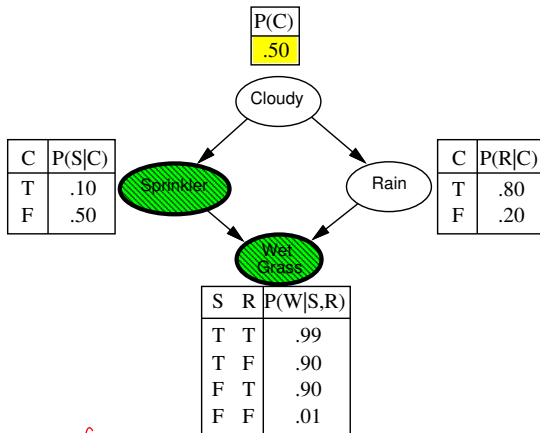 P(C)
.50
Cloudy
C P(S|C)
T .10
F .50
Sprinkler
Rain
C P(R|C)
T .80
F .20
Wet
Grass
S R P(W|S,R)
T T .99
T F .90
F T .90
F F .01